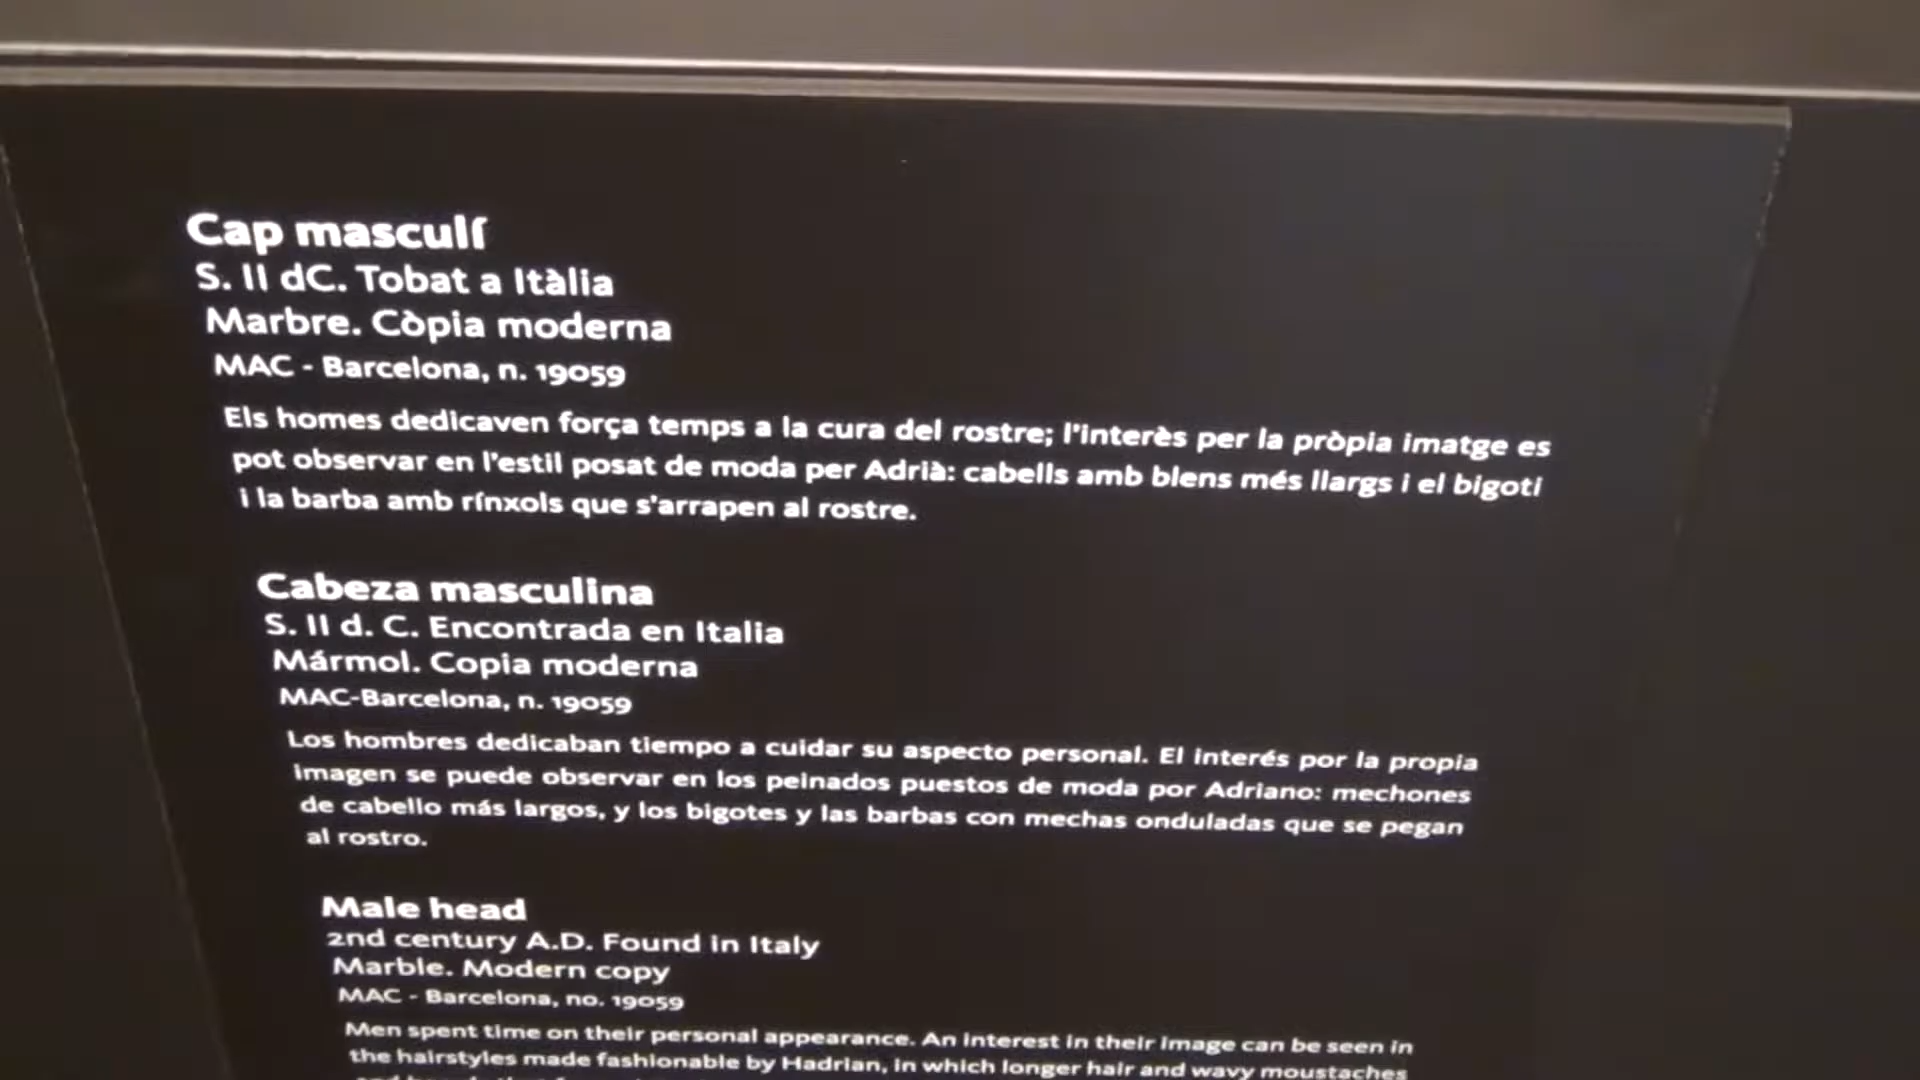 Cap masculí
S. II dC. Tobat a Itàlia
Marbre. Còpia moderna
MAC - Barcelona, n. 19059
Els homes dedicaven força temps a la cura del rostre; l'interès per la pròpia imatge es
pot observar en l'estil posat de moda per Adrià: cabells amb blens més llargs i el bigoti
i la barba amb rínxols que s'arrapen al rostre.
Cabeza masculina
S. II d. C. Encontrada en Italia
Mármol. Copia moderna
MAC-Barcelona, n. 19059
Los hombres dedicaban tiempo a cuidar su aspecto personal. El interés por la propia
imagen se puede observar en los peinados puestos de moda por Adriano: mechones
de cabello más largos, y los bigotes y las barbas con mechas onduladas que se pegan
al rostro.
Male head
2nd century A.D. Found in Italy
Marble. Modern copy
MAC - Barcelona, no. 19059
Men spent time on their personal appearance. An interest in their image can be seen in
the hairstyles made fashionable by Hadrian, in which longer hair and wavy moustaches